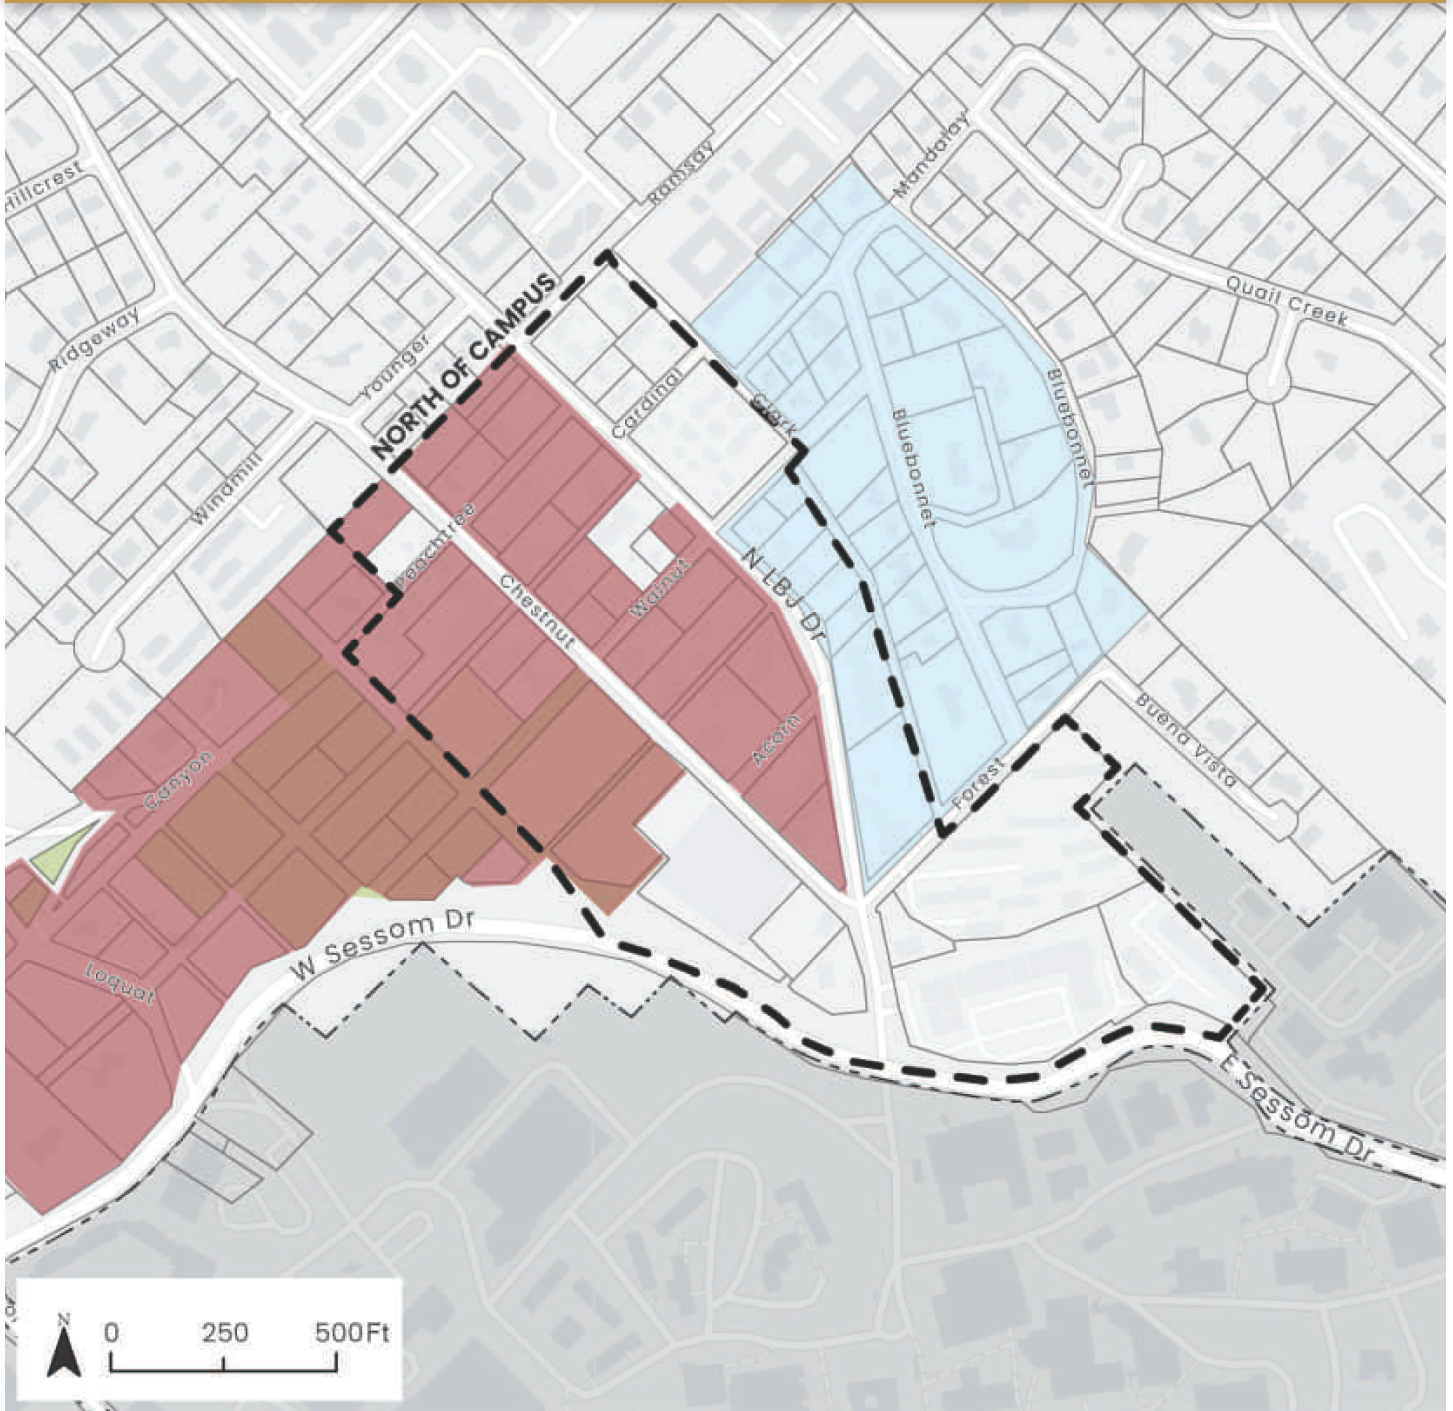 Mandalay
Ramsay
Hillcrest
Quail Creek
NORTH OF CAMPUS
Ridgeway
Younger
Cardinal
Clark
Bluebonnet
Bluebonnet
Windmill
Peachtree
N LBJ Dr
Chestnut
Walnut
Buena Vista
Acorn
Canyon
Forest
W Sessom Dr
Loquat
E Sessom Dr
N
0 250 500Ft